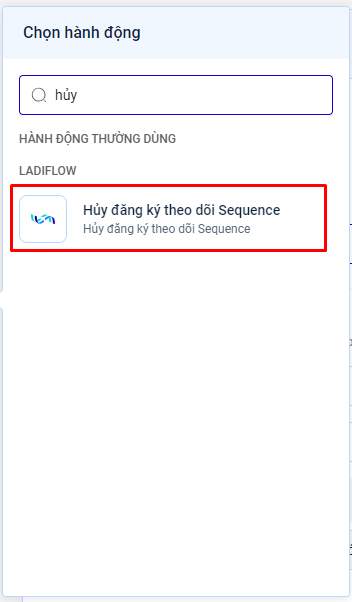 Chọn hành động
hủy
HÀNH ĐỘNG THƯỜNG DÙNG
LADIFLOW
Hủy đăng ký theo dõi Sequence
Hủy đăng ký theo dõi Sequence